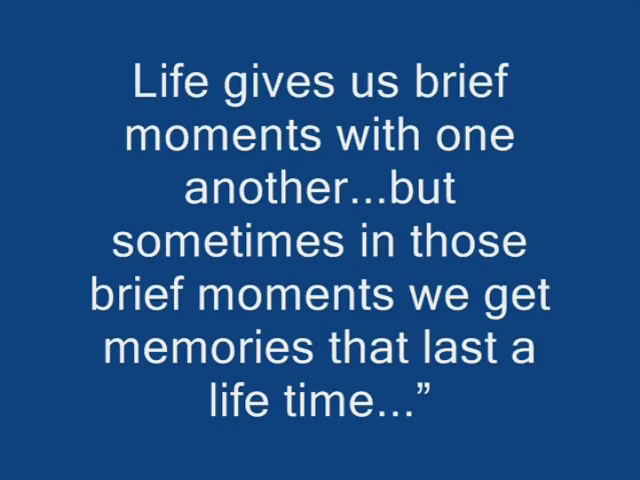 Life gives us brief
moments with one
another...but
sometimes in those
brief moments we get
memories that last a
life time...”